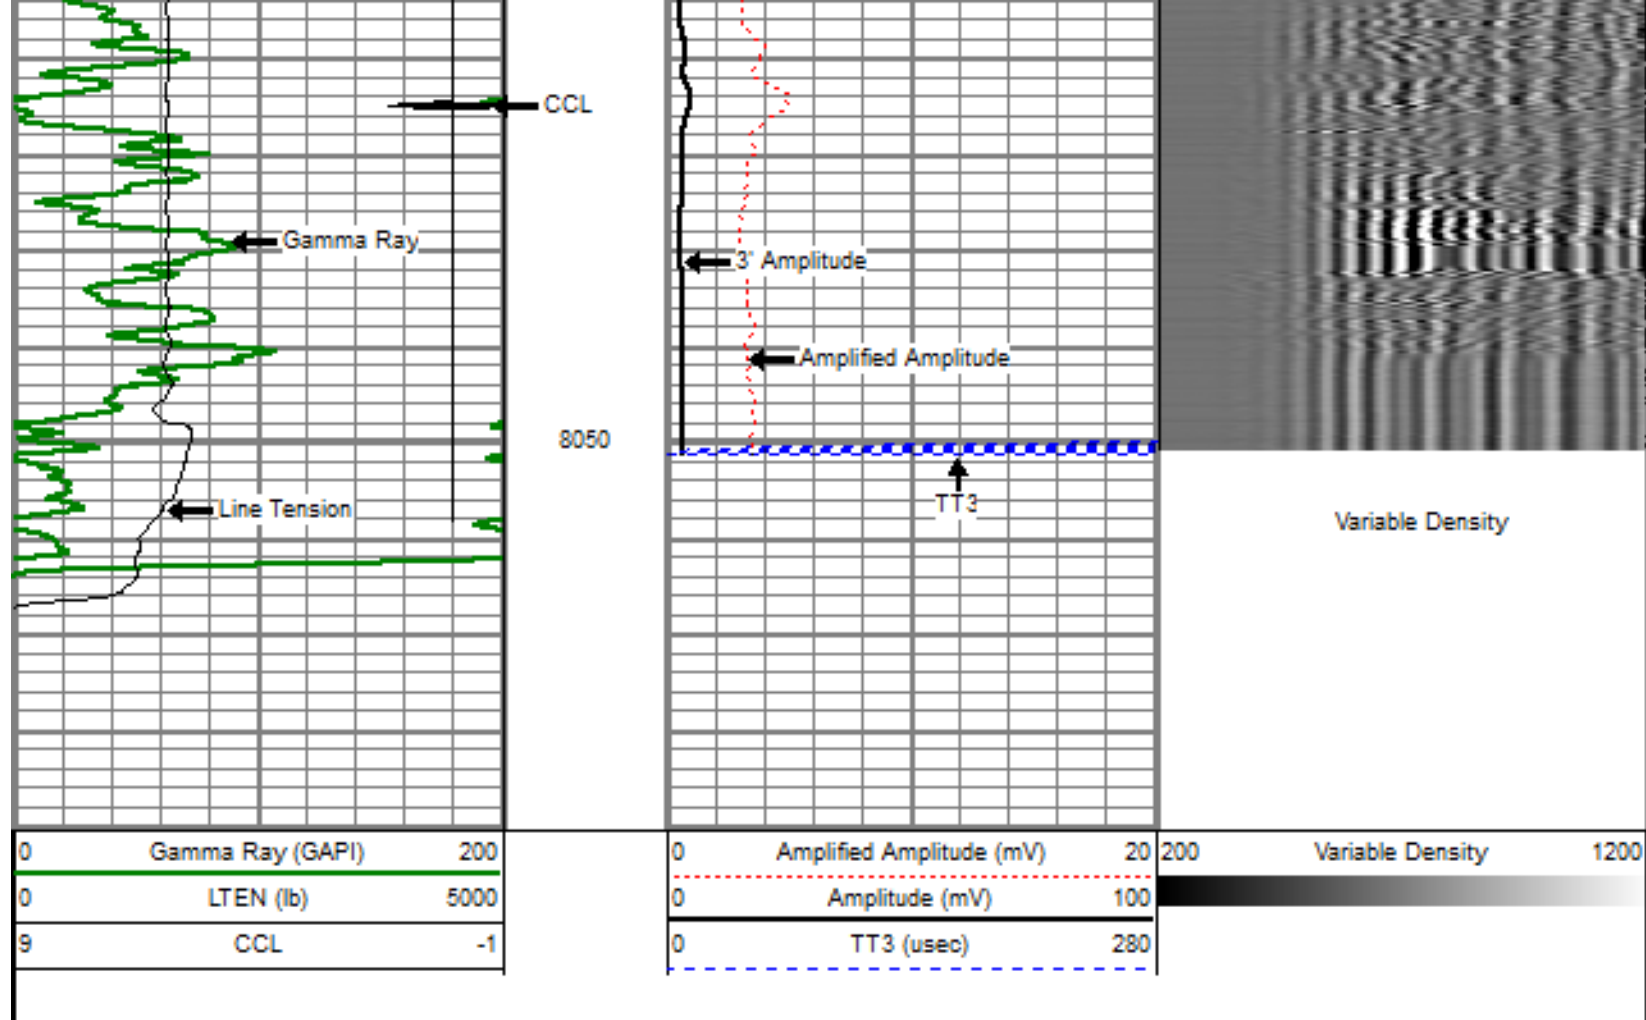 CCL
Gamma Ray
3' Amplitude
Amplified Amplitude
8050
TT3
Line Tension
Variable Density
0 Gamma Ray (GAPI) 200
0 LTEN (lb) 5000
9 CCL -1
0 Amplified Amplitude (mV) 20
0 Amplitude (mV) 100
0 TT3 (usec) 280
200 Variable Density 1200